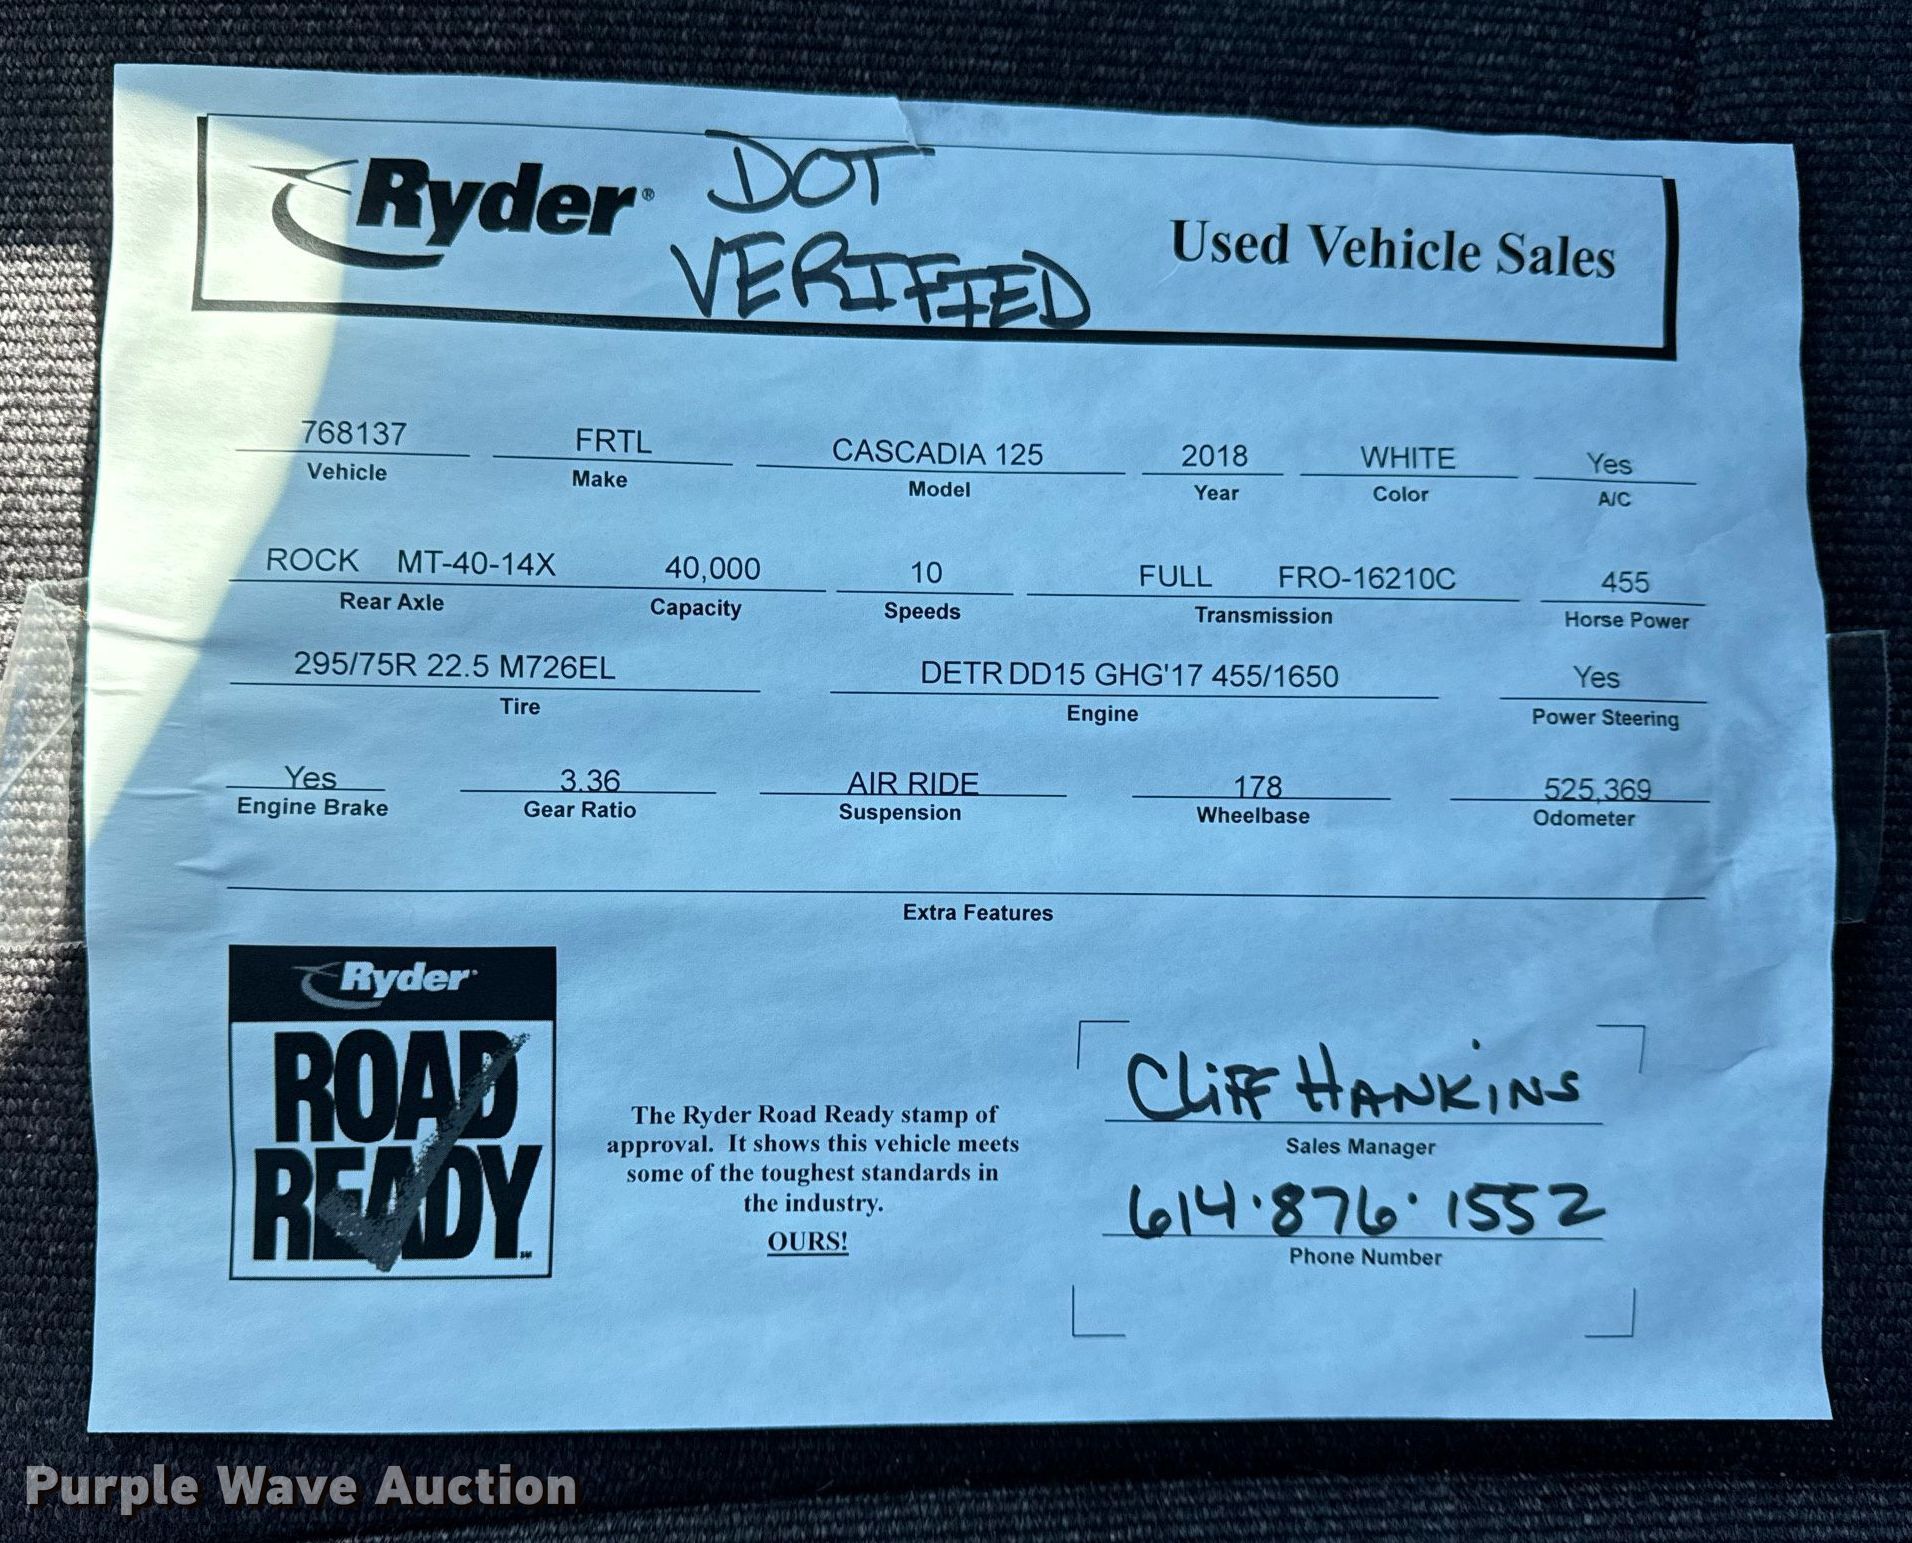 Ryder® DOT
VERIFIED
Used Vehicle Sales
768137 FRTL CASCADIA 125 2018 WHITE Yes
Vehicle Make Model Year Color A/C
ROCK MT-40-14X 40,000 10 FULL FRO-16210C 455
Rear Axle Capacity Speeds Transmission Horse Power
295/75R 22.5 M726EL DETR DD15 GHG'17 455/1650 Yes
Tire Engine Power Steering
Yes 3.36 AIR RIDE 178 525,369
Engine Brake Gear Ratio Suspension Wheelbase Odometer
Extra Features
Ryder
ROAD
READY
The Ryder Road Ready stamp of
approval. It shows this vehicle meets
some of the toughest standards in
the industry.
OURS!
CLiFF HANKiNS
Sales Manager
614·876·1552
Phone Number
Purple Wave Auction